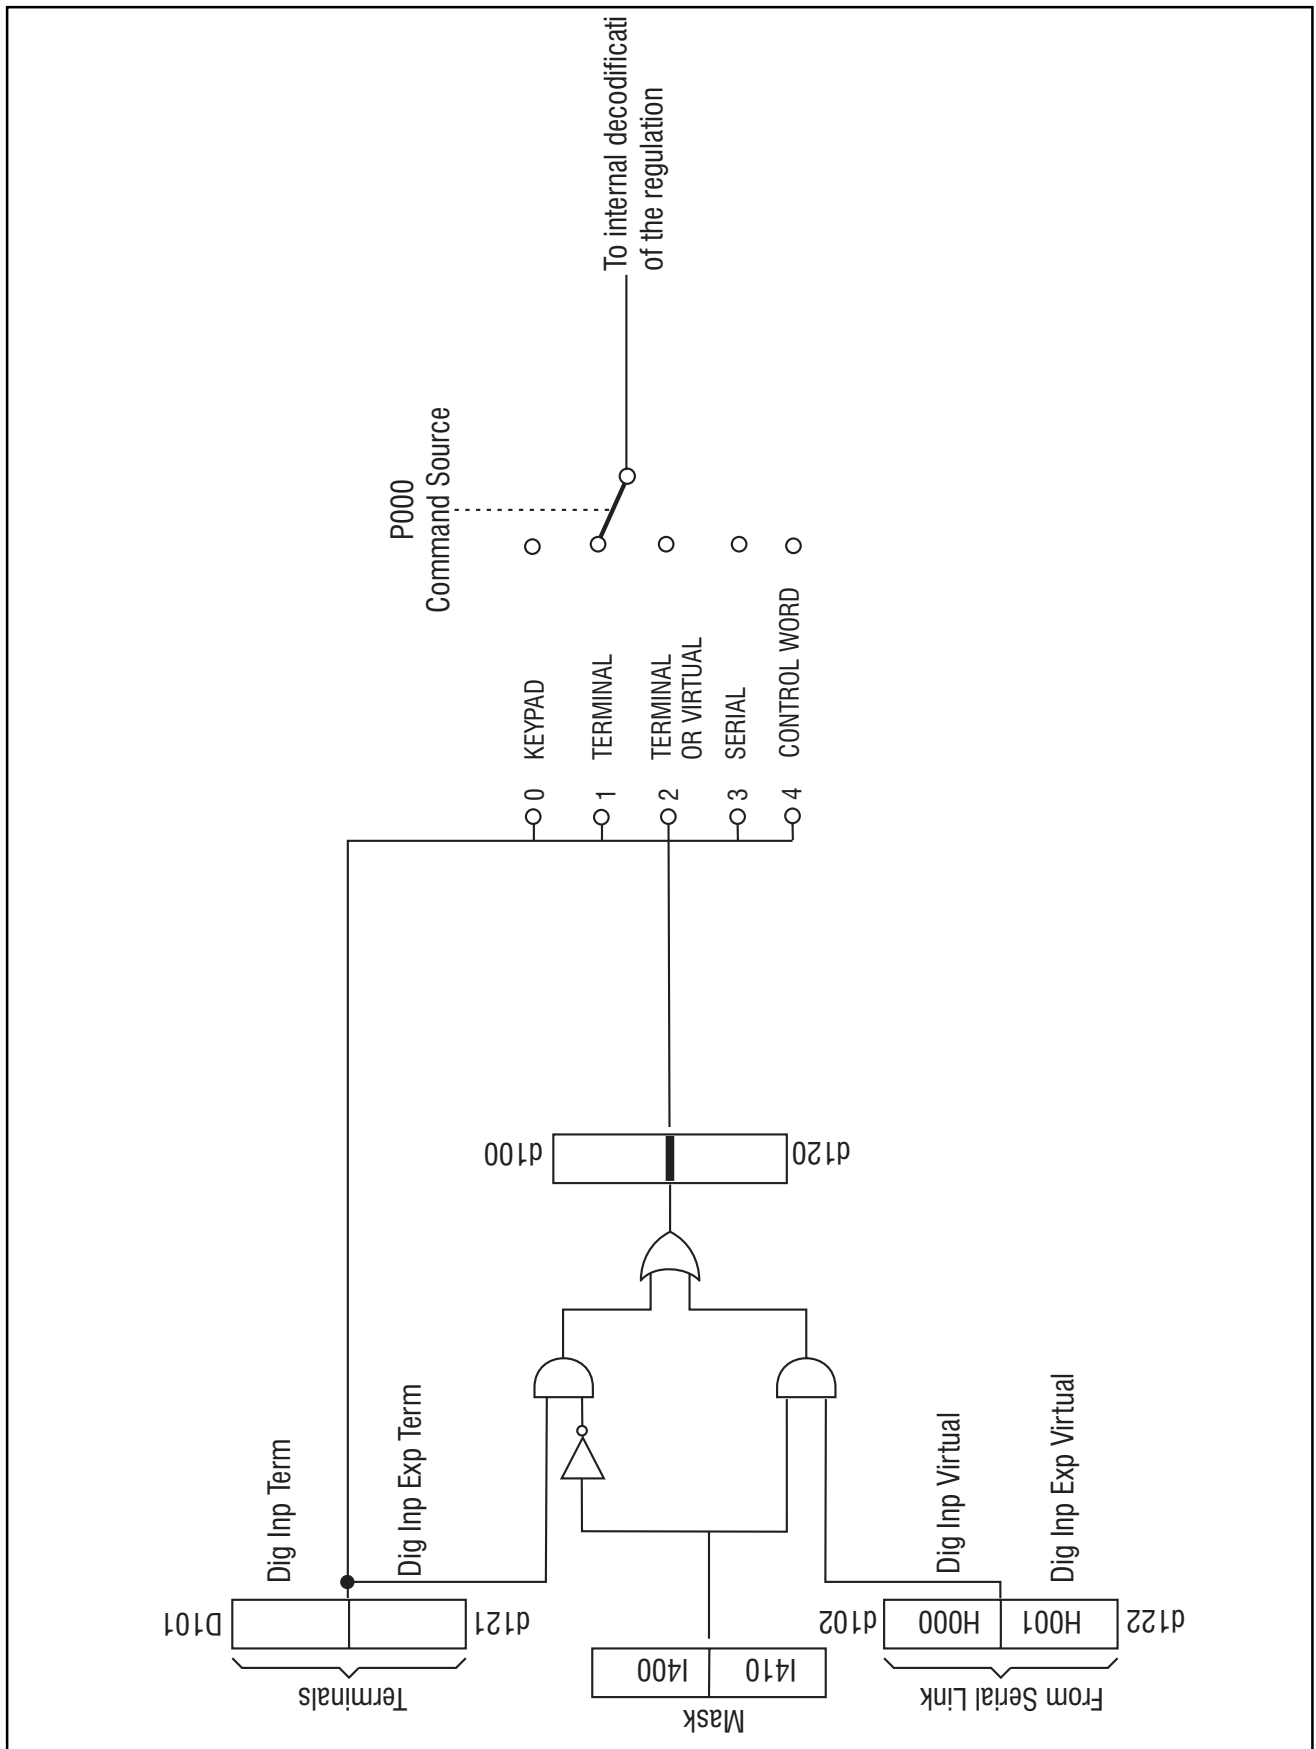 Terminals
D101
d121
Dig Inp Term
Dig Inp Exp Term
Mask
I400
I410
From Serial Link
d102
H000
H001
d122
Dig Inp Virtual
Dig Inp Exp Virtual
d100
d120
0 KEYPAD
1 TERMINAL
2 TERMINAL
OR VIRTUAL
3 SERIAL
4 CONTROL WORD
P000
Command Source
To internal decodificati
of the regulation